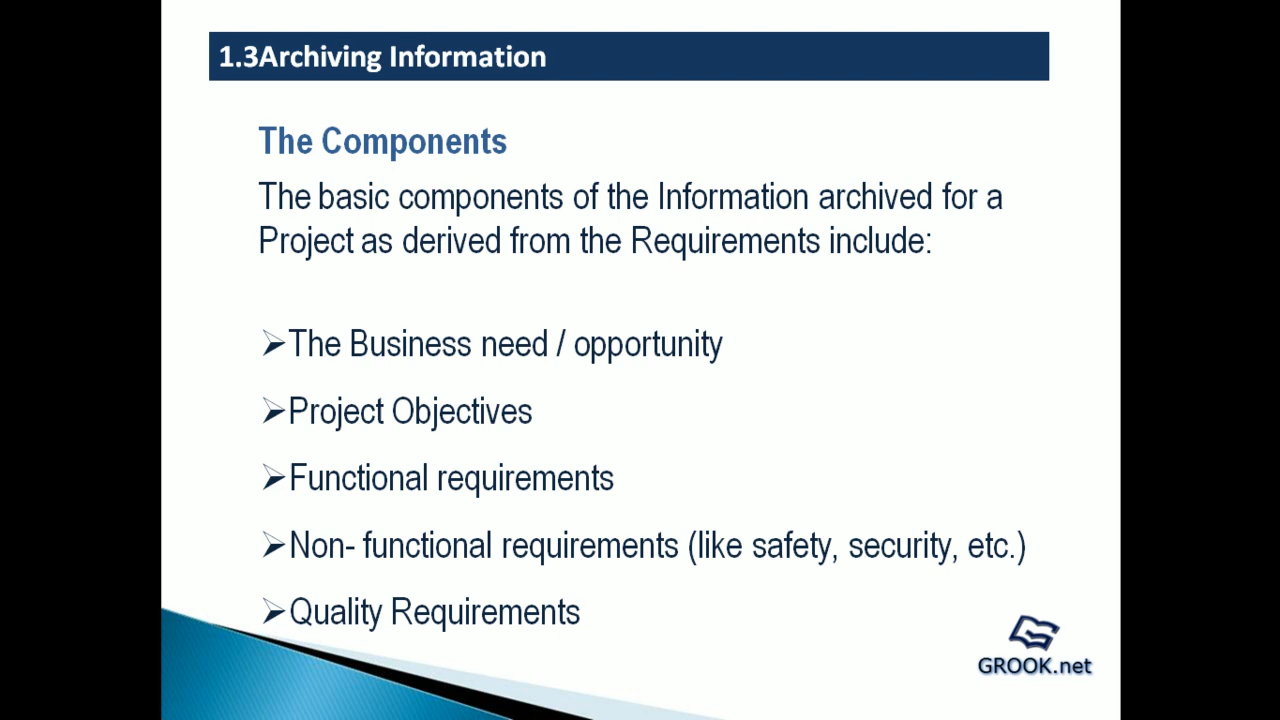 1.3Archiving Information
The Components
The basic components of the Information archived for a
Project as derived from the Requirements include:
➢The Business need / opportunity
➢Project Objectives
➢Functional requirements
➢Non- functional requirements (like safety, security, etc.)
➢Quality Requirements
GROOK.net